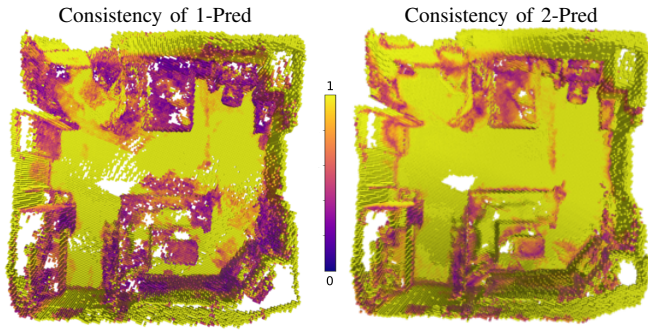 Consistency of 1-Pred
Consistency of 2-Pred
1
0